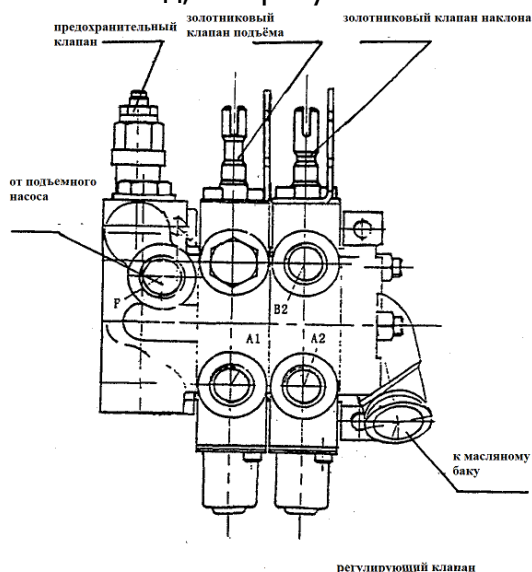 предохранительный
клапан
золотниковый
клапан подъёма
золотниковый клапан наклона
от подъемного
насоса
P
B2
A1
A2
к масляному
баку
регулирующий клапан